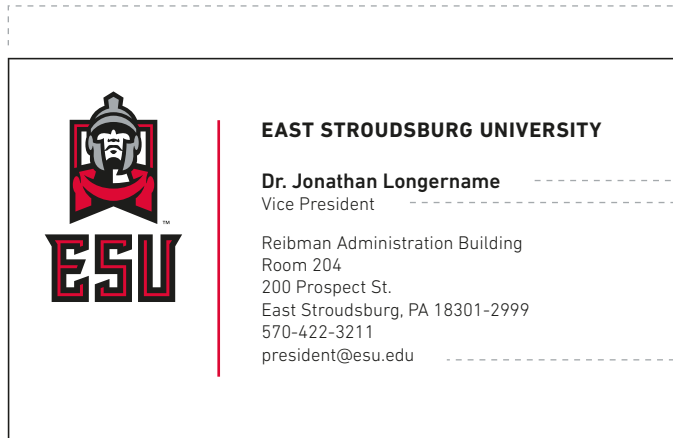 EAST STROUDSBURG UNIVERSITY
Dr. Jonathan Longername
Vice President
Reibman Administration Building
Room 204
200 Prospect St.
East Stroudsburg, PA 18301-2999
570-422-3211
president@esu.edu
™
ESU